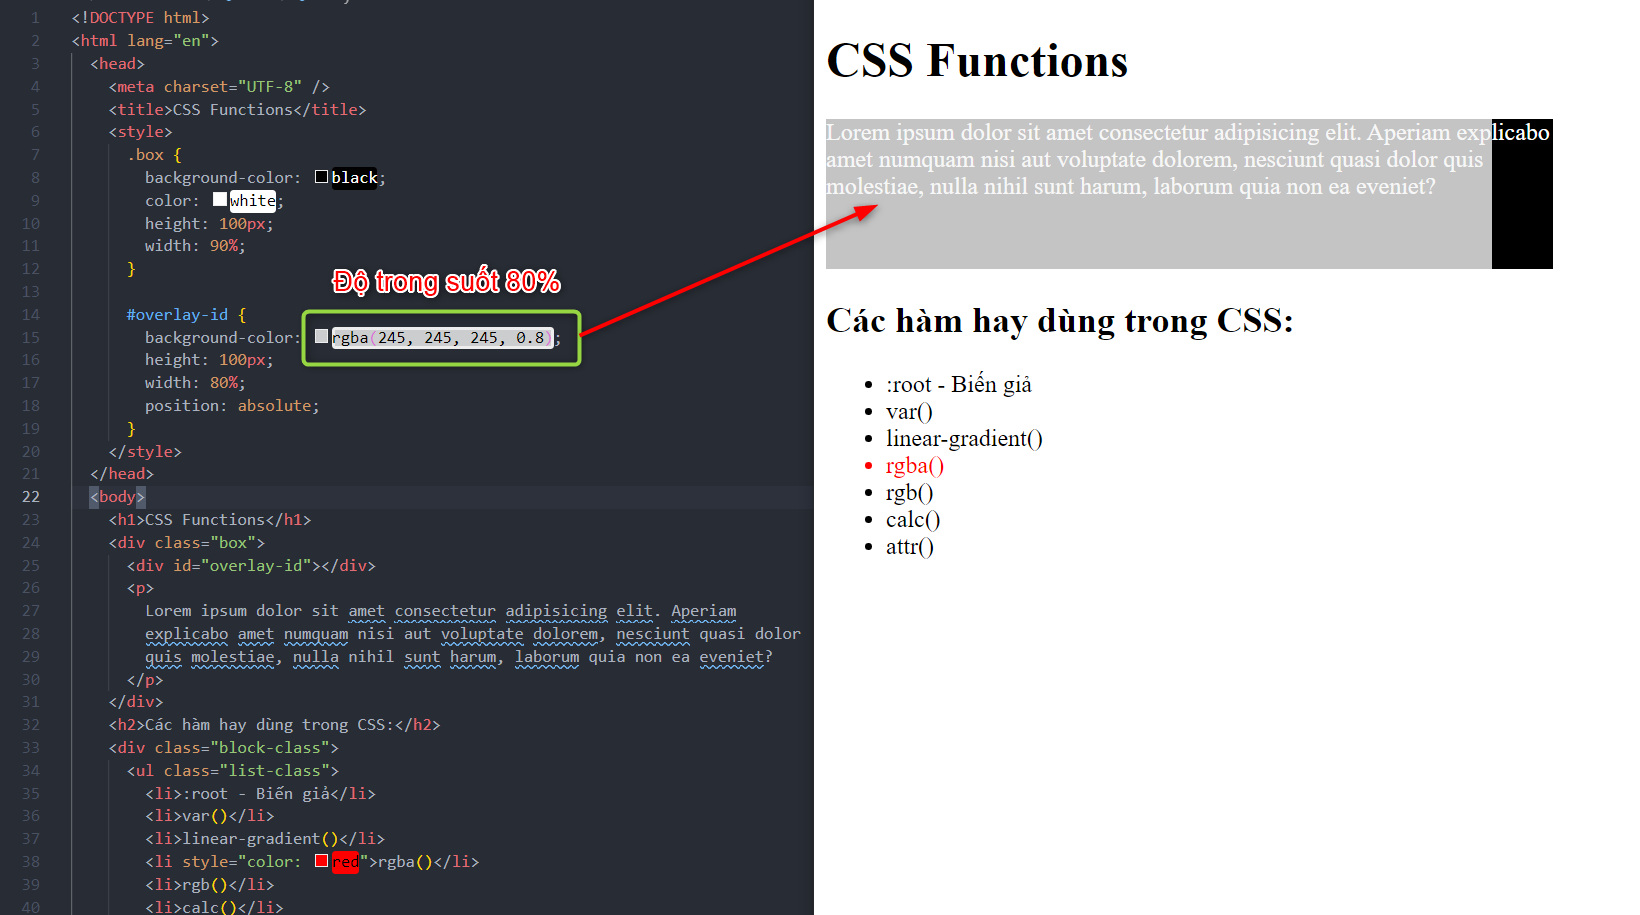 1 <!DOCTYPE html>
2 <html lang="en">
3 <head>
4 <meta charset="UTF-8" />
5 <title>CSS Functions</title>
6 <style>
7 .box {
8 background-color: black;
9 color: white;
10 height: 100px;
11 width: 90%;
12 }
13
Độ trong suốt 80%
14 #overlay-id {
15 background-color: rgba(245, 245, 245, 0.8);
16 height: 100px;
17 width: 80%;
18 position: absolute;
19 }
20 </style>
21 </head>
22 <body>
23 <h1>CSS Functions</h1>
24 <div class="box">
25 <div id="overlay-id"></div>
26 <p>
27 Lorem ipsum dolor sit amet consectetur adipisicing elit. Aperiam
28 explicabo amet numquam nisi aut voluptate dolorem, nesciunt quasi dolor
29 quis molestiae, nulla nihil sunt harum, laborum quia non ea eveniet?
30 </p>
31 </div>
32 <h2>Các hàm hay dùng trong CSS:</h2>
33 <div class="block-class">
34 <ul class="list-class">
35 <li>:root - Biến giả</li>
36 <li>var()</li>
37 <li>linear-gradient()</li>
38 <li style="color: red">rgba()</li>
39 <li>rgb()</li>
40 <li>calc()</li>
CSS Functions
Lorem ipsum dolor sit amet consectetur adipisicing elit. Aperiam explicabo
amet numquam nisi aut voluptate dolorem, nesciunt quasi dolor quis
molestiae, nulla nihil sunt harum, laborum quia non ea eveniet?
Các hàm hay dùng trong CSS:
• :root - Biến giả
• var()
• linear-gradient()
• rgba()
• rgb()
• calc()
• attr()